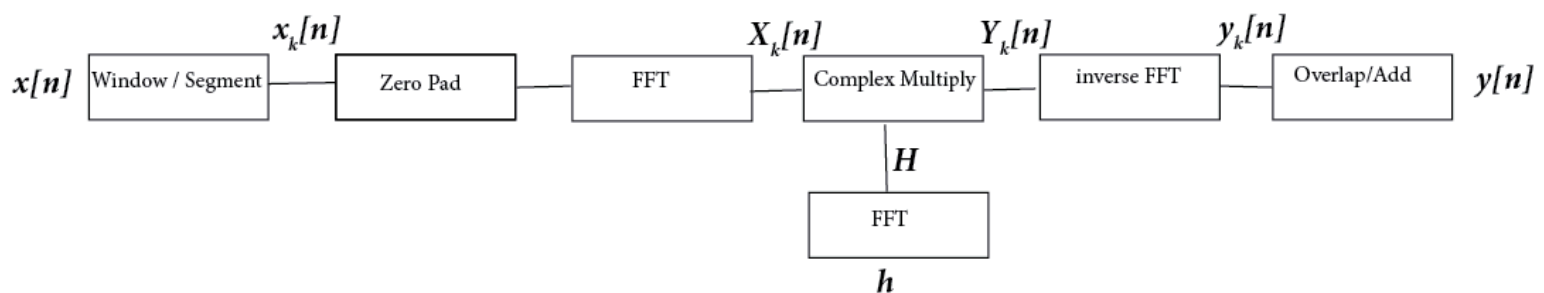 x[n]
Window / Segment
x_k[n]
Zero Pad
FFT
X_k[n]
Complex Multiply
Y_k[n]
inverse FFT
y_k[n]
Overlap/Add
y[n]
H
FFT
h